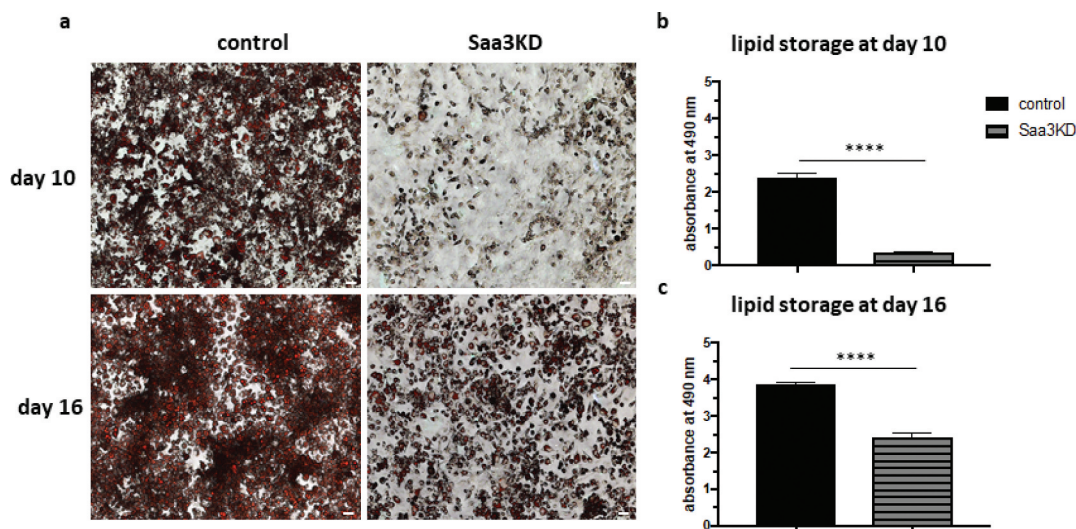 a
control
Saa3KD
day 10
day 16
b
lipid storage at day 10
absorbance at 490 nm
5
4
3
2
1
0
****
control
Saa3KD
c
lipid storage at day 16
absorbance at 490 nm
5
4
3
2
1
0
****